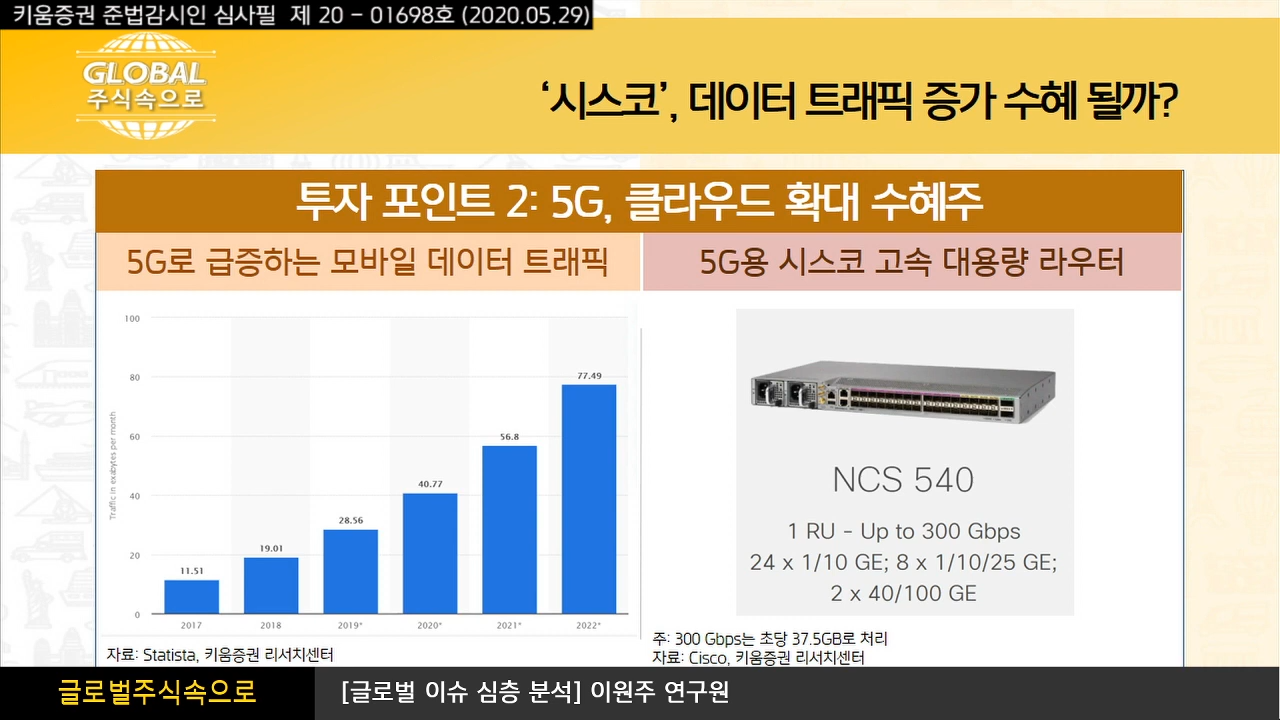 키움증권 준법감시인 심사필 제 20 - 01698호 (2020.05.29)
GLOBAL
주식속으로
‘시스코’, 데이터 트래픽 증가 수혜 될까?
투자 포인트 2: 5G, 클라우드 확대 수혜주
5G로 급증하는 모바일 데이터 트래픽
5G용 시스코 고속 대용량 라우터
Traffic in exabytes per month
100
80
60
40
20
0
11.51
19.01
28.56
40.77
56.8
77.49
2017
2018
2019*
2020*
2021*
2022*
자료: Statista, 키움증권 리서치센터
NCS 540
1 RU – Up to 300 Gbps
24 x 1/10 GE; 8 x 1/10/25 GE;
2 x 40/100 GE
주: 300 Gbps는 초당 37.5GB로 처리
자료: Cisco, 키움증권 리서치센터
글로벌주식속으로
[글로벌 이슈 심층 분석] 이원주 연구원